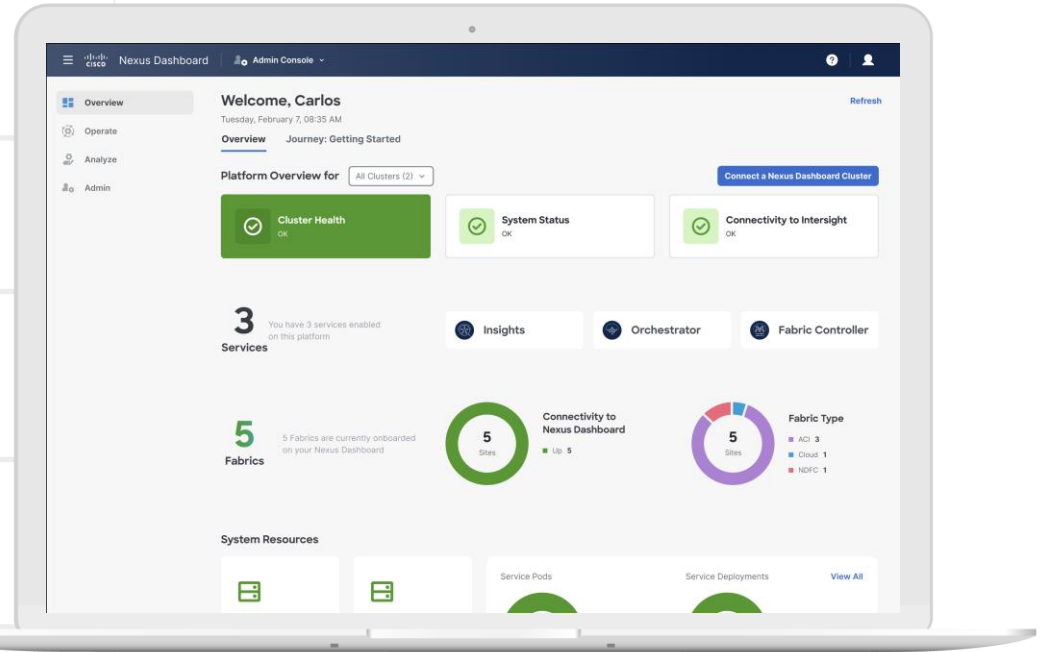 cisco Nexus Dashboard Admin Console
Overview
Operate
Analyze
Admin
Welcome, Carlos
Refresh
Tuesday, February 7, 08:35 AM
Overview Journey: Getting Started
Platform Overview for All Clusters (2)
Connect a Nexus Dashboard Cluster
Cluster Health
OK
System Status
OK
Connectivity to Intersight
OK
3
Services
You have 3 services enabled
on this platform
Insights
Orchestrator
Fabric Controller
5
Fabrics
5 Fabrics are currently onboarded
on your Nexus Dashboard
5
Sites
Connectivity to
Nexus Dashboard
Up 5
5
Sites
Fabric Type
ACI 3
Cloud 1
NDFC 1
System Resources
Service Pods
Service Deployments
View All